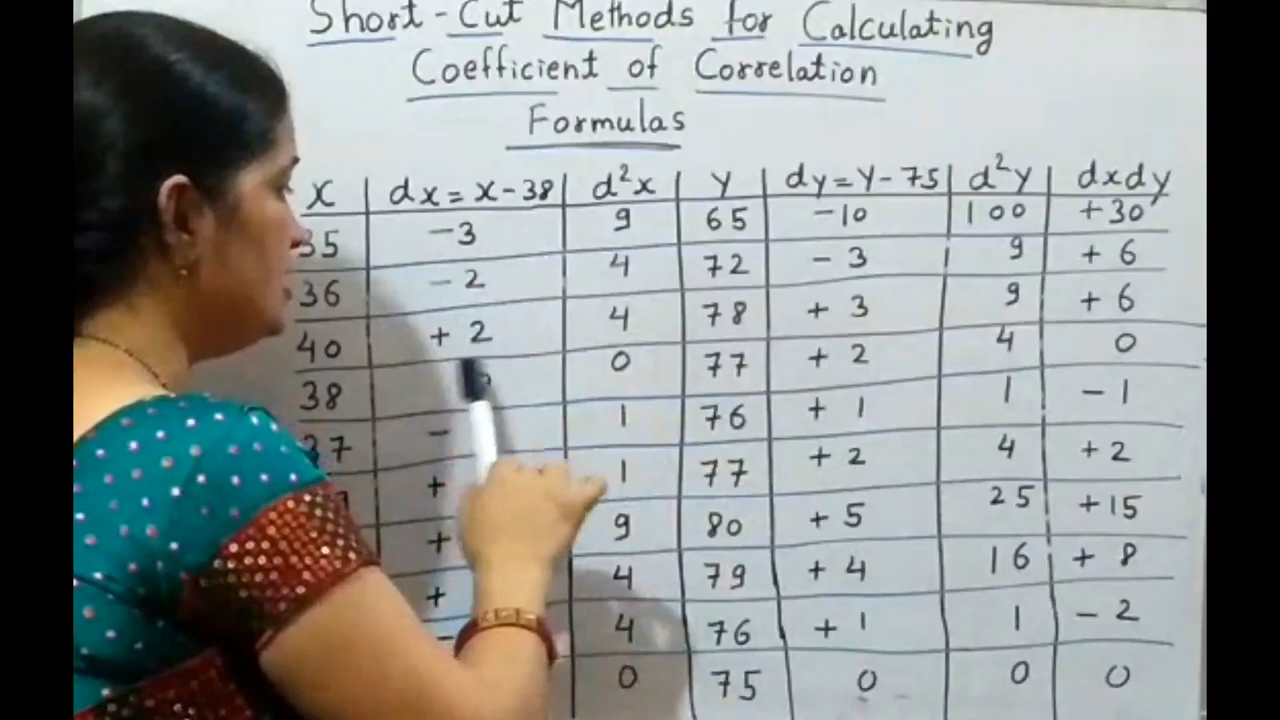 Short-Cut Methods for Calculating
Coefficient of Correlation
Formulas
X | dx = x-38 | d²x | Y | dy = Y-75 | d²y | dxdy
35 | -3 | 9 | 65 | -10 | 100 | +30
36 | -2 | 4 | 72 | -3 | 9 | +6
40 | +2 | 4 | 78 | +3 | 9 | +6
38 | 0 | 77 | +2 | 4 | 0
37 | - | 1 | 76 | +1 | 1 | -1
+ | 1 | 77 | +2 | 4 | +2
+ | 9 | 80 | +5 | 25 | +15
+ | 4 | 79 | +4 | 16 | +8
- | 4 | 76 | +1 | 1 | -2
0 | 75 | 0 | 0 | 0